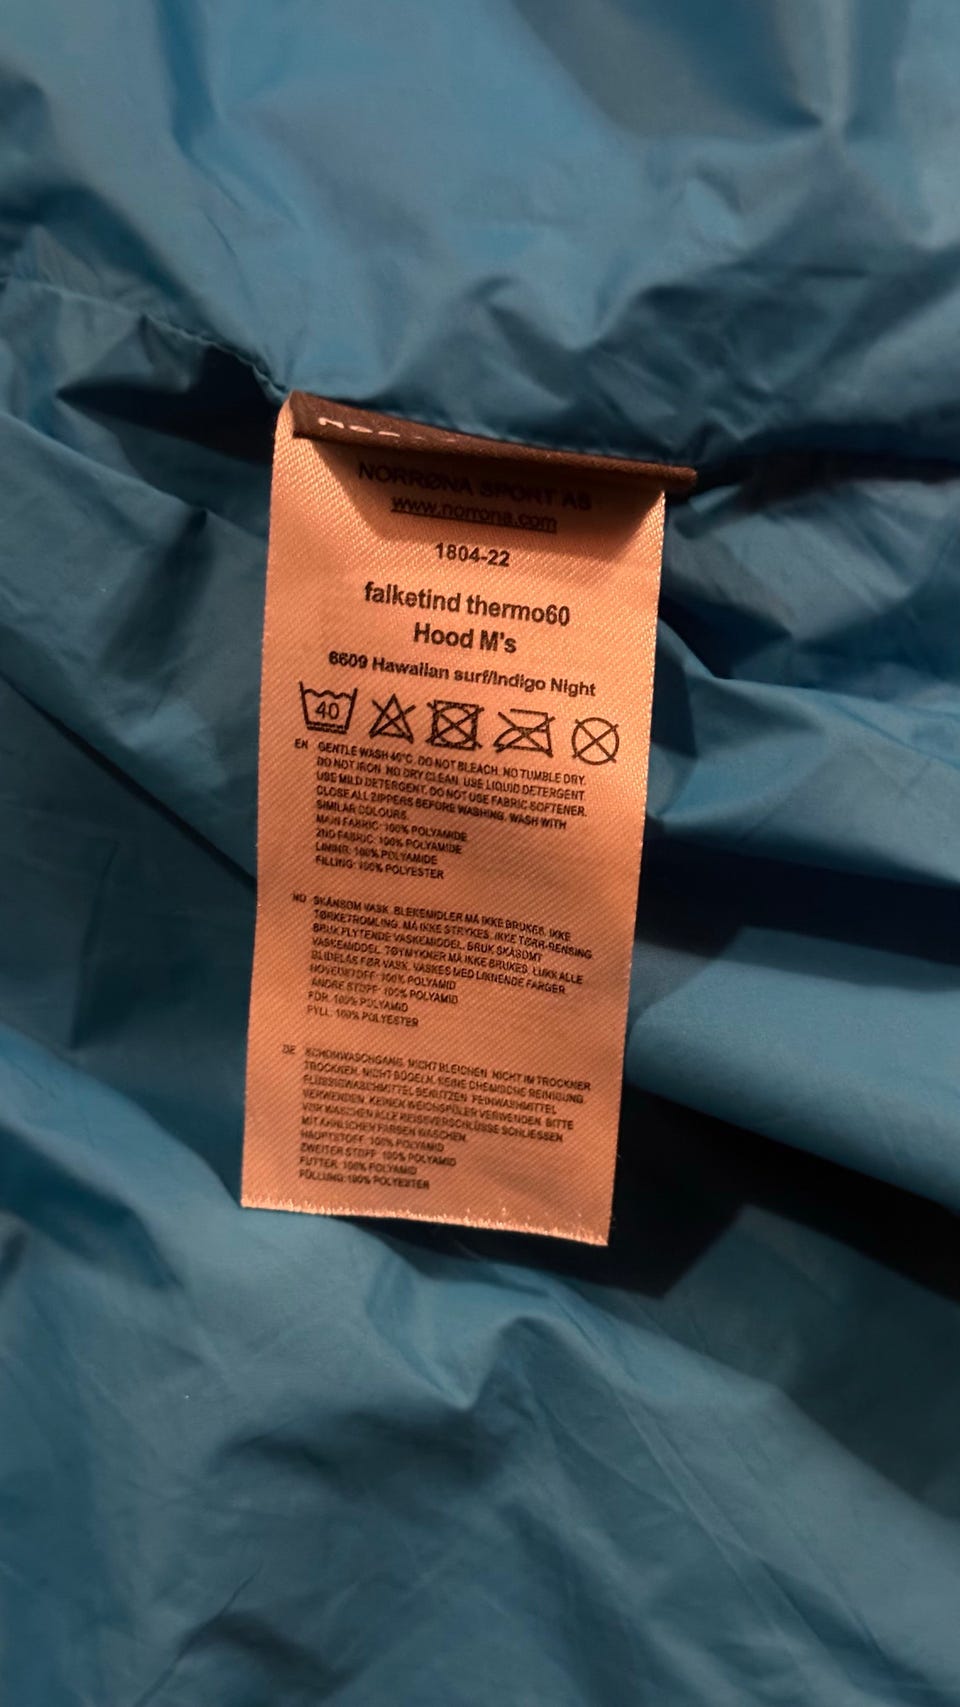 NORRØNA SPORT AS
www.norrona.com
1804-22
falketind thermo60
Hood M's
6609 Hawaiian surf/Indigo Night
40
EN GENTLE WASH 40°C. DO NOT BLEACH. NO TUMBLE DRY.
DO NOT IRON. NO DRY CLEAN. USE LIQUID DETERGENT.
USE MILD DETERGENT. DO NOT USE FABRIC SOFTENER.
CLOSE ALL ZIPPERS BEFORE WASHING. WASH WITH
SIMILAR COLOURS.
MAIN FABRIC: 100% POLYAMIDE
2ND FABRIC: 100% POLYAMIDE
LINING: 100% POLYAMIDE
FILLING: 100% POLYESTER
NO SKÅNSOM VASK. BLEKEMIDLER MÅ IKKE BRUKES. IKKE
TØRKETROMLING. MÅ IKKE STRYKES. IKKE TØRR-RENSING.
BRUK FLYTENDE VASKEMIDDEL. BRUK SKÅSOMT
VASKEMIDDEL. TØYMYKNER MÅ IKKE BRUKES. LUKK ALLE
GLIDELÅS FØR VASK. VASKES MED LIKNENDE FARGER.
HOVEDSTOFF: 100% POLYAMID
ANDRE STOFF: 100% POLYAMID
FÔR: 100% POLYAMID
FYLL: 100% POLYESTER
DE SCHONWASCHGANG. NICHT BLEICHEN. NICHT IM TROCKNER
TROCKNEN. NICHT BÜGELN. KEINE CHEMISCHE REINIGUNG.
FLÜSSIGWASCHMITTEL BENUTZEN. FEINWASHMITTEL
VERWENDEN. KEINEN WEICHSPÜLER VERWENDEN. BITTE
VOR WASCHEN ALLE REISSVERSCHLÜSSE SCHLIESSEN.
MIT ÄHNLICHEN FARBEN WASCHEN.
HAUPTSTOFF: 100% POLYAMID
ZWEITER STOFF: 100% POLYAMID
FUTTER: 100% POLYAMID
FÜLLUNG:100% POLYESTER